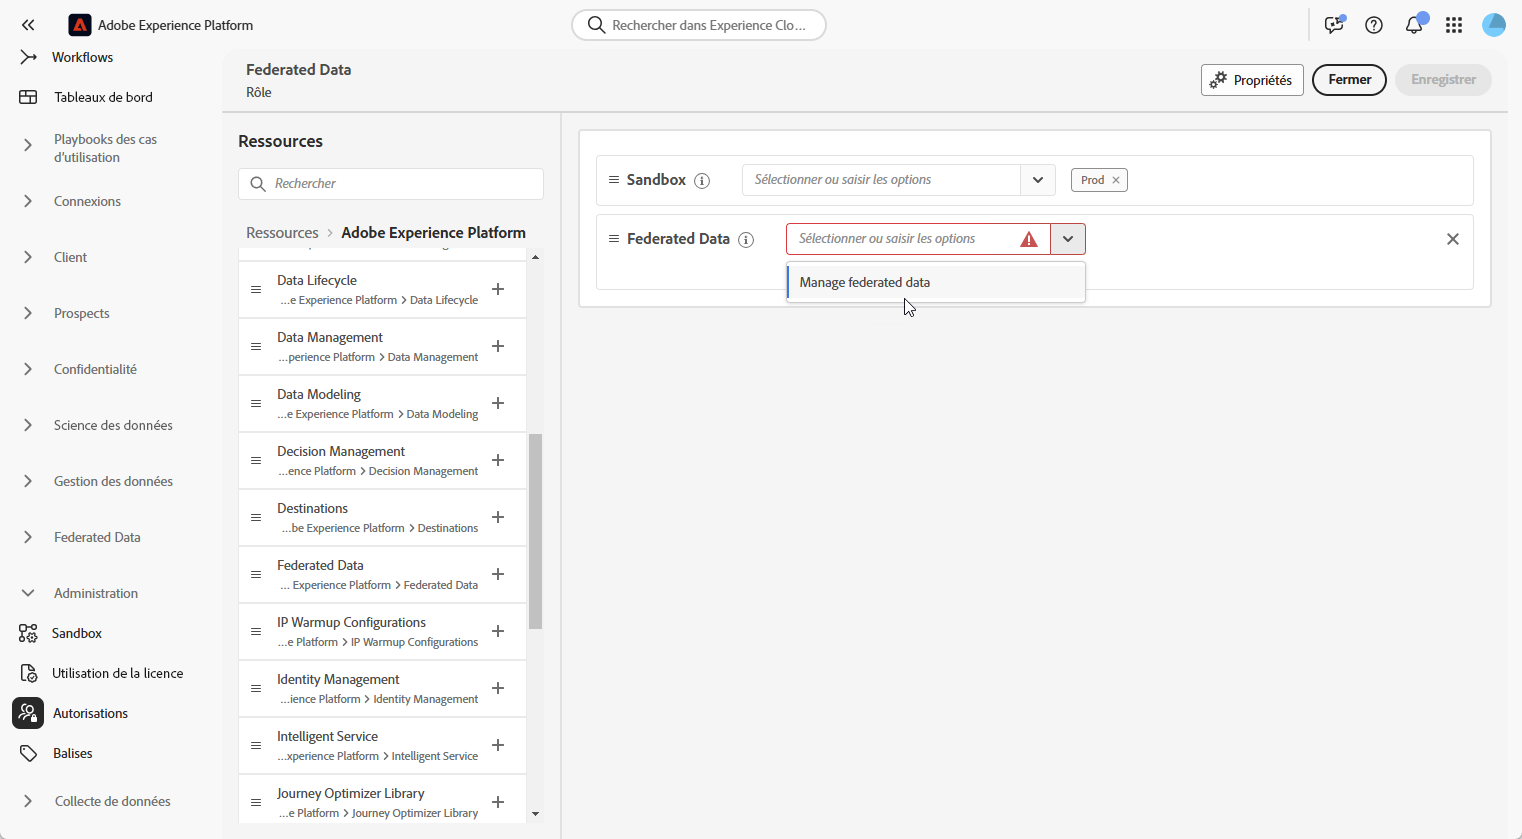 Adobe Experience Platform
Rechercher dans Experience Clo...
Workflows
Tableaux de bord
Playbooks des cas
d'utilisation
Connexions
Client
Prospects
Confidentialité
Science des données
Gestion des données
Federated Data
Administration
Sandbox
Utilisation de la licence
Autorisations
Balises
Collecte de données
Federated Data
Rôle
Propriétés
Fermer
Enregistrer
Ressources
Rechercher
Ressources > Adobe Experience Platform
Data Lifecycle
...e Experience Platform > Data Lifecycle
Data Management
...perience Platform > Data Management
Data Modeling
...e Experience Platform > Data Modeling
Decision Management
...ence Platform > Decision Management
Destinations
...be Experience Platform > Destinations
Federated Data
... Experience Platform > Federated Data
IP Warmup Configurations
...e Platform > IP Warmup Configurations
Identity Management
...ience Platform > Identity Management
Intelligent Service
...xperience Platform > Intelligent Service
Journey Optimizer Library
...e Platform > Journey Optimizer Library
Sandbox
Sélectionner ou saisir les options
Prod
Federated Data
Sélectionner ou saisir les options
Manage federated data